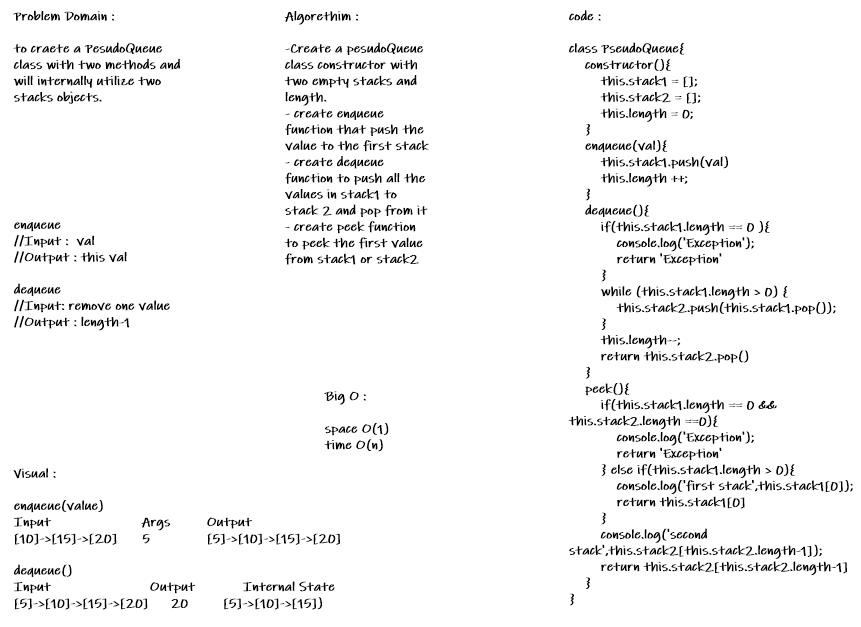 Problem Domain :
to craete a PesudoQueue
class with two methods and
will internally utilize two
stacks objects.
enqueue
//Input :  val
//Output : this val
dequeue
//Input: remove one value
//Output : length-1
Algorethim :
-Create a pesudoQueue
class constructor with
two empty stacks and
length.
- create enqueue
function that push the
value to the first stack
- create dequeue
function to push all the
values in stack1 to
stack 2 and pop from it
- create peek function
to peek the first value
from stack1 or stack2
Big O :
space O(1)
time O(n)
Visual :
enqueue(value)
Input Args Output
[10]->[15]->[20] 5 [5]->[10]->[15]->[20]
dequeue()
Input Output Internal State
[5]->[10]->[15]->[20] 20 [5]->[10]->[15])
code :
class PseudoQueue{
constructor(){
this.stack1 = [];
this.stack2 = [];
this.length = 0;
}
enqueue(val){
this.stack1.push(val)
this.length ++;
}
dequeue(){
if(this.stack1.length == 0 ){
console.log('Exception');
return 'Exception'
}
while (this.stack1.length > 0) {
this.stack2.push(this.stack1.pop());
}
this.length--;
return this.stack2.pop()
}
peek(){
if(this.stack1.length == 0 &&
this.stack2.length ==0){
console.log('Exception');
return 'Exception'
} else if(this.stack1.length > 0){
console.log('first stack',this.stack1[0]);
return this.stack1[0]
}
console.log('second
stack',this.stack2[this.stack2.length-1]);
return this.stack2[this.stack2.length-1]
}
}